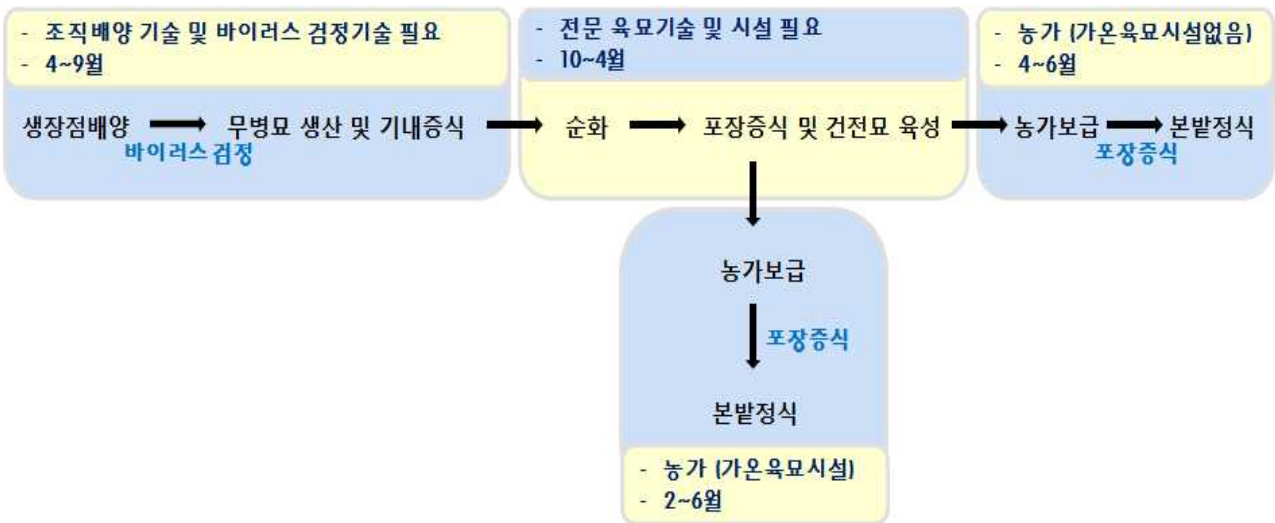 - 조직배양 기술 및 바이러스 검정기술 필요
- 4~9월
생장점배양 무병묘 생산 및 기내증식
바이러스 검정
- 전문 육묘기술 및 시설 필요
- 10~4월
순화 포장증식 및 건전묘 육성
- 농가 (가온육묘시설없음)
- 4~6월
농가보급 본밭정식
포장증식
농가보급
포장증식
본밭정식
- 농가 (가온육묘시설)
- 2~6월